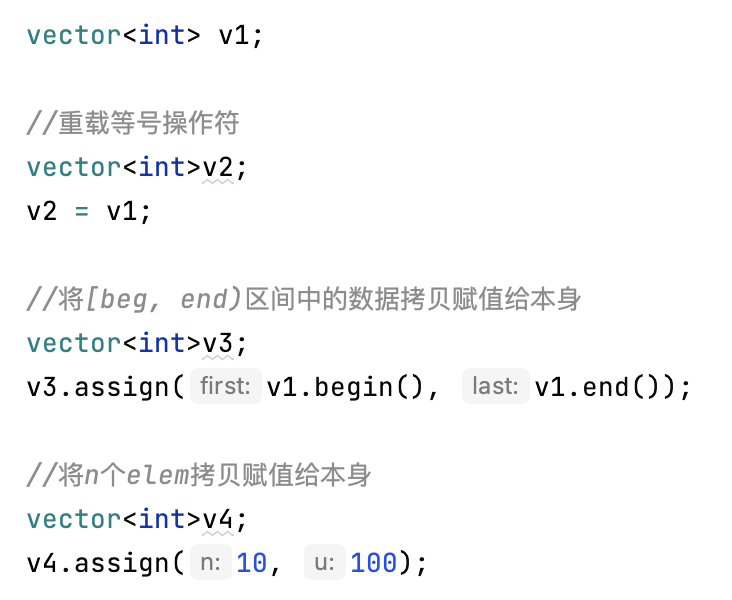 vector<int> v1;
//重载等号操作符
vector<int>v2;
v2 = v1;
//将[beg, end)区间中的数据拷贝赋值给本身
vector<int>v3;
v3.assign( first: v1.begin(), last: v1.end());
//将n个elem拷贝赋值给本身
vector<int>v4;
v4.assign( n: 10, u: 100);